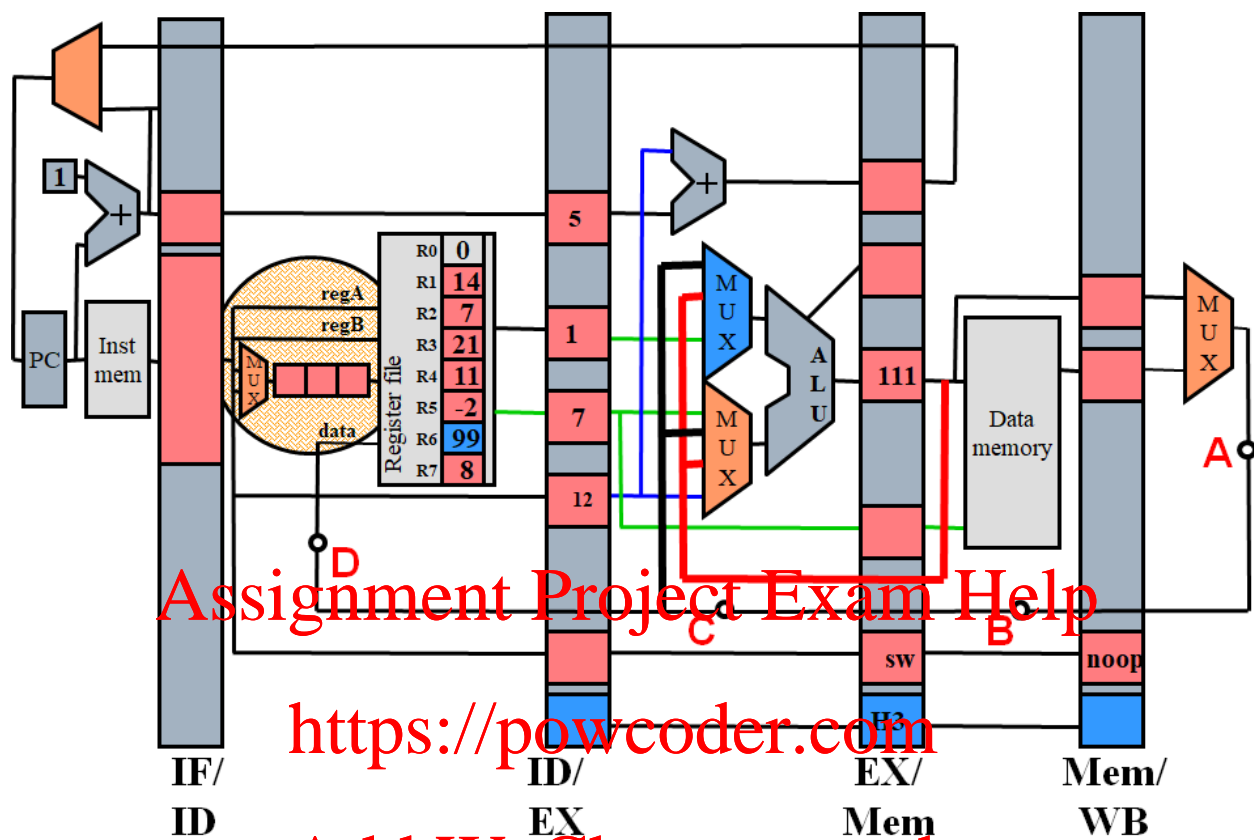 1
+
+
5
R0 0
R1 14
R2 7
R3 21
R4 11
R5 -2
R6 99
R7 8
regA
regB
data
Register file
PC
Inst
mem
MUX
1
7
12
MUX
MUX
ALU
111
Data
memory
MUX
A
D
Assignment Project Exam Help
C
B
sw
noop
https://powcoder.com
H3
IF/
ID
ID/
EX
EX/
Mem
Mem/
WB